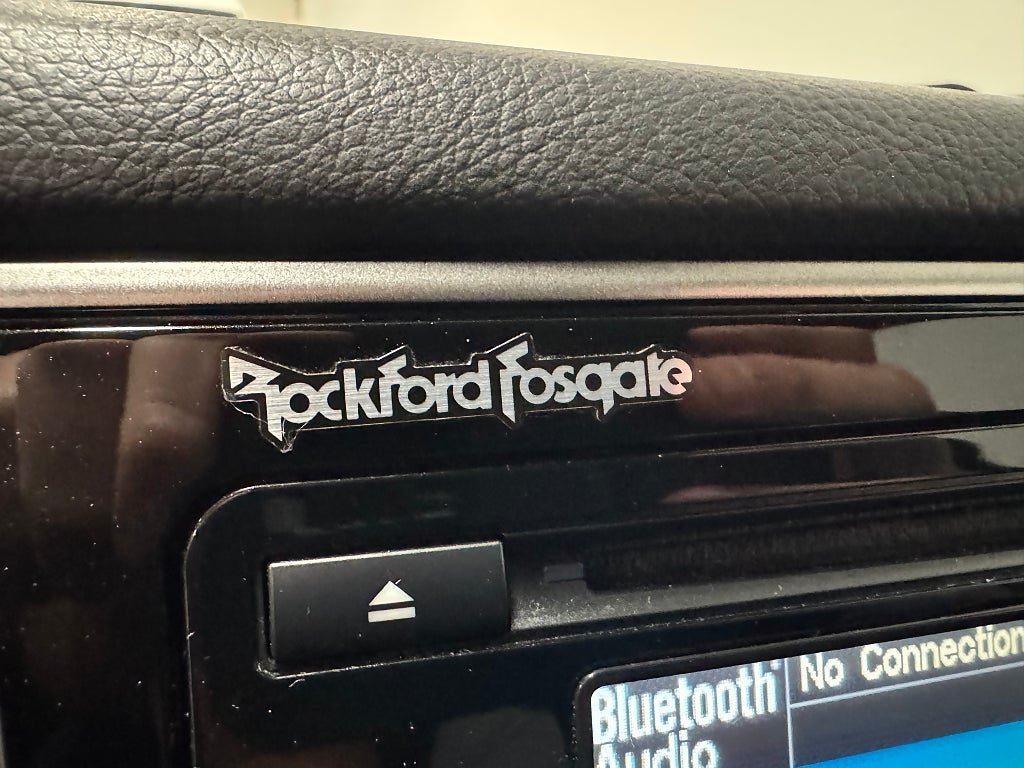 Rockford Fosgate
No Connection
Bluetooth
Audio